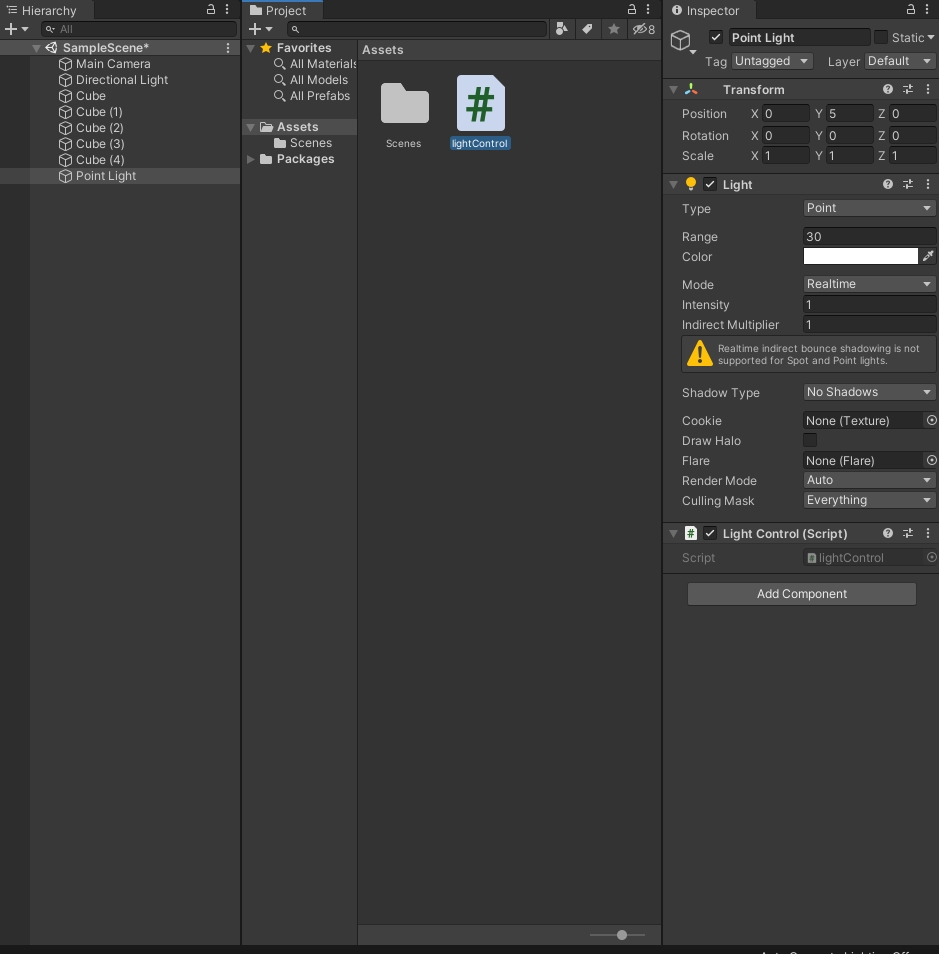 Hierarchy
All
SampleScene*
Main Camera
Directional Light
Cube
Cube (1)
Cube (2)
Cube (3)
Cube (4)
Point Light
Project
8
Favorites
All Materials
All Models
All Prefabs
Assets
Scenes
Packages
Assets
Scenes
lightControl
Inspector
Point Light
Static
Tag Untagged Layer Default
Transform
Position X 0 Y 5 Z 0
Rotation X 0 Y 0 Z 0
Scale X 1 Y 1 Z 1
Light
Type Point
Range 30
Color
Mode Realtime
Intensity 1
Indirect Multiplier 1
Realtime indirect bounce shadowing is not
supported for Spot and Point lights.
Shadow Type No Shadows
Cookie None (Texture)
Draw Halo
Flare None (Flare)
Render Mode Auto
Culling Mask Everything
# Light Control (Script)
Script # lightControl
Add Component